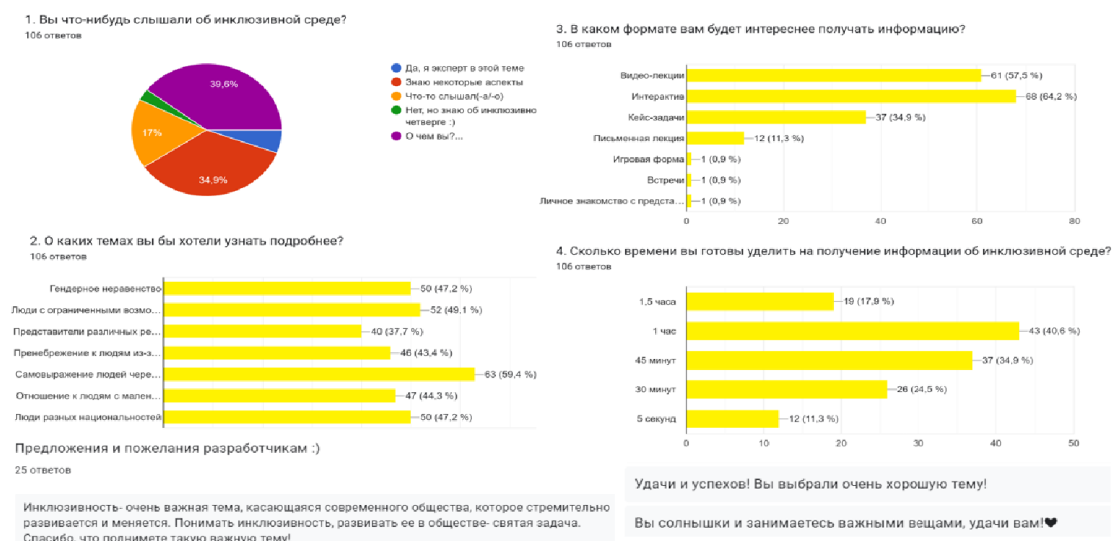 1. Вы что-нибудь слышали об инклюзивной среде?
106 ответов
39,6%
17%
34,9%
Да, я эксперт в этой теме
Знаю некоторые аспекты
Что-то слышал(-а/-о)
Нет, но знаю об инклюзивно
четверге :)
О чем вы?...
2. О каких темах вы бы хотели узнать подробнее?
106 ответов
Гендерное неравенство
50 (47,2 %)
Люди с ограниченными возмо...
52 (49,1 %)
Представители различных ре...
40 (37,7 %)
Пренебрежение к людям из-з...
46 (43,4 %)
Самовыражение людей чере...
63 (59,4 %)
Отношение к людям с мален...
47 (44,3 %)
Люди разных национальностей
50 (47,2 %)
Предложения и пожелания разработчикам :)
25 ответов
Инклюзивность- очень важная тема, касающаяся современного общества, которое стремительно
развивается и меняется. Понимать инклюзивность, развивать ее в обществе- святая задача.
Спасибо, что поднимете такую важную тему!
3. В каком формате вам будет интереснее получать информацию?
106 ответов
Видео-лекции
61 (57,5 %)
Интерактив
68 (64,2 %)
Кейс-задачи
37 (34,9 %)
Письменная лекция
12 (11,3 %)
Игровая форма
1 (0,9 %)
Встречи
1 (0,9 %)
Личное знакомство с предста...
1 (0,9 %)
0 20 40 60 80
4. Сколько времени вы готовы уделить на получение информации об инклюзивной среде?
106 ответов
1,5 часа
19 (17,9 %)
1 час
43 (40,6 %)
45 минут
37 (34,9 %)
30 минут
26 (24,5 %)
5 секунд
12 (11,3 %)
0 10 20 30 40 50
Удачи и успехов! Вы выбрали очень хорошую тему!
Вы солнышки и занимаетесь важными вещами, удачи вам!❤